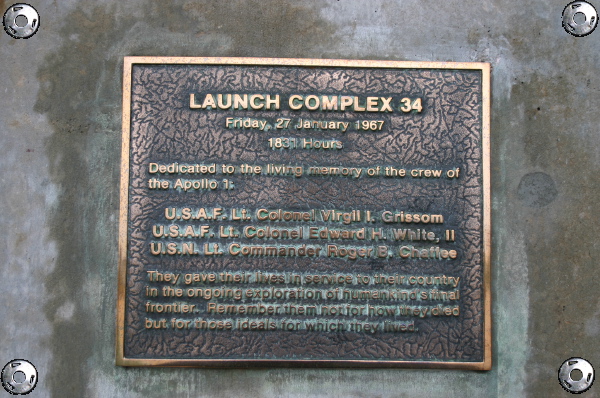 LAUNCH COMPLEX 34
Friday, 27 January 1967
1831 Hours
Dedicated to the living memory of the crew of
the Apollo 1:
U.S.A.F. Lt. Colonel Virgil I. Grissom
U.S.A.F. Lt. Colonel Edward H. White, II
U.S.N. Lt. Commander Roger B. Chaffee
They gave their lives in service to their country
in the ongoing exploration of humankind's final
frontier. Remember them not for how they died
but for those ideals for which they lived.